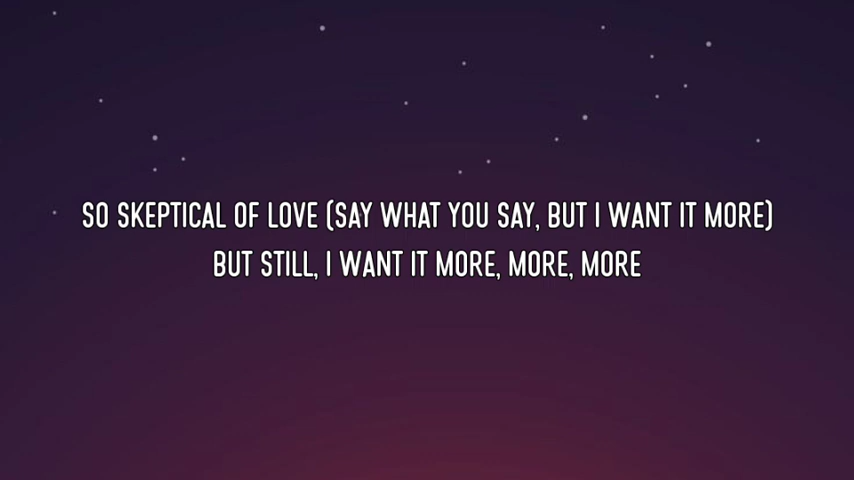 SO SKEPTICAL OF LOVE (SAY WHAT YOU SAY, BUT I WANT IT MORE)
BUT STILL, I WANT IT MORE, MORE, MORE